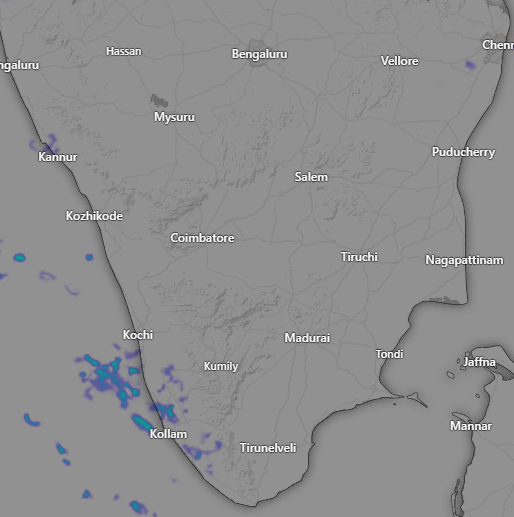 Hassan
Bengaluru
Chenn
ngaluru
Vellore
Mysuru
Kannur
Puducherry
Salem
Kozhikode
Coimbatore
Tiruchi
Nagapattinam
Kochi
Madurai
Tondi
Kumily
Jaffna
Kollam
Mannar
Tirunelveli